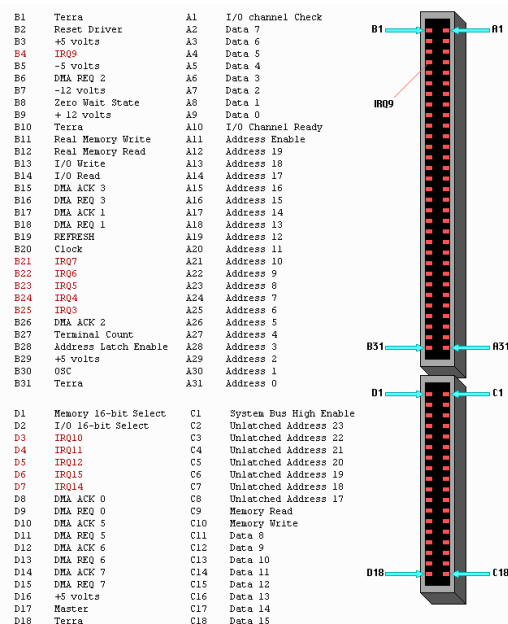 B1 Terra A1 I/O channel Check
B2 Reset Driver A2 Data 7
B3 +5 volts A3 Data 6
B4 IRQ9 A4 Data 5
B5 -5 volts A5 Data 4
B6 DMA REQ 2 A6 Data 3
B7 -12 volts A7 Data 2
B8 Zero Wait State A8 Data 1
B9 + 12 volts A9 Data 0
B10 Terra A10 I/O Channel Ready
B11 Real Memory Write A11 Address Enable
B12 Real Memory Read A12 Address 19
B13 I/O Write A13 Address 18
B14 I/O Read A14 Address 17
B15 DMA ACK 3 A15 Address 16
B16 DMA REQ 3 A16 Address 15
B17 DMA ACK 1 A17 Address 14
B18 DMA REQ 1 A18 Address 13
B19 REFRESH A19 Address 12
B20 Clock A20 Address 11
B21 IRQ7 A21 Address 10
B22 IRQ6 A22 Address 9
B23 IRQ5 A23 Address 8
B24 IRQ4 A24 Address 7
B25 IRQ3 A25 Address 6
B26 DMA ACK 2 A26 Address 5
B27 Terminal Count A27 Address 4
B28 Address Latch Enable A28 Address 3
B29 +5 volts A29 Address 2
B30 OSC A30 Address 1
B31 Terra A31 Address 0
D1 Memory 16-bit Select C1 System Bus High Enable
D2 I/O 16-bit Select C2 Unlatched Address 23
D3 IRQ10 C3 Unlatched Address 22
D4 IRQ11 C4 Unlatched Address 21
D5 IRQ12 C5 Unlatched Address 20
D6 IRQ15 C6 Unlatched Address 19
D7 IRQ14 C7 Unlatched Address 18
D8 DMA ACK 0 C8 Unlatched Address 17
D9 DMA REQ 0 C9 Memory Read
D10 DMA ACK 5 C10 Memory Write
D11 DMA REQ 5 C11 Data 8
D12 DMA ACK 6 C12 Data 9
D13 DMA REQ 6 C13 Data 10
D14 DMA ACK 7 C14 Data 11
D15 DMA REQ 7 C15 Data 12
D16 +5 volts C16 Data 13
D17 Master C17 Data 14
D18 Terra C18 Data 15
B1 A1
IRQ9
B31 A31
D1 C1
D18 C18